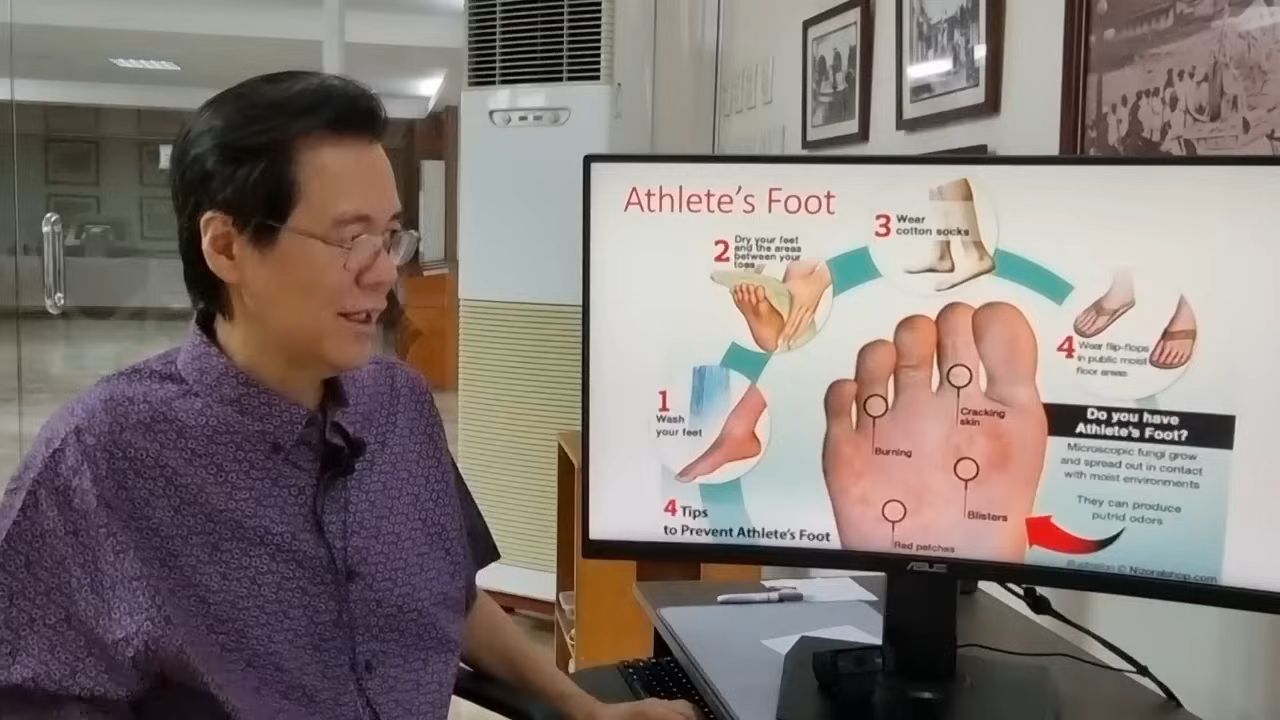 Athlete's Foot
3 Wear
cotton socks
2 Dry your feet
and the areas
between your
toes
4 Wear flip-flops
in public moist
floor areas
1
Wash
your feet
Cracking
skin
Burning
Blisters
Red patches
Do you have
Athlete's Foot?
Microscopic fungi grow
and spread out in contact
with moist environments
They can produce
putrid odors
4 Tips
to Prevent Athlete's Foot
Illustration © Nizoralshop.com
ASUS